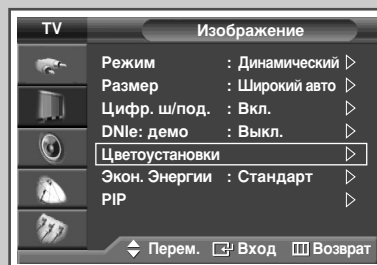 TV
Изображение
Режим : Динамический
Размер : Широкий авто
Цифр. ш/под. : Вкл.
DNIe: демо : Выкл.
Цветоустановки
Экон. Энергии : Стандарт
PIP
Перем. Вход Возврат